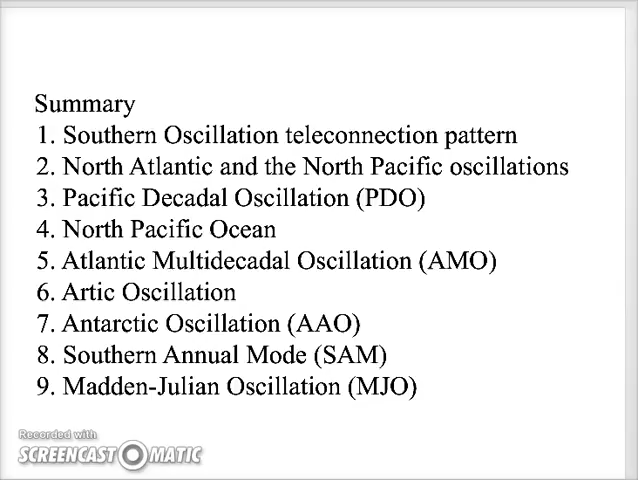 Summary
1. Southern Oscillation teleconnection pattern
2. North Atlantic and the North Pacific oscillations
3. Pacific Decadal Oscillation (PDO)
4. North Pacific Ocean
5. Atlantic Multidecadal Oscillation (AMO)
6. Artic Oscillation
7. Antarctic Oscillation (AAO)
8. Southern Annual Mode (SAM)
9. Madden-Julian Oscillation (MJO)
Recorded with
SCREENCAST MATIC